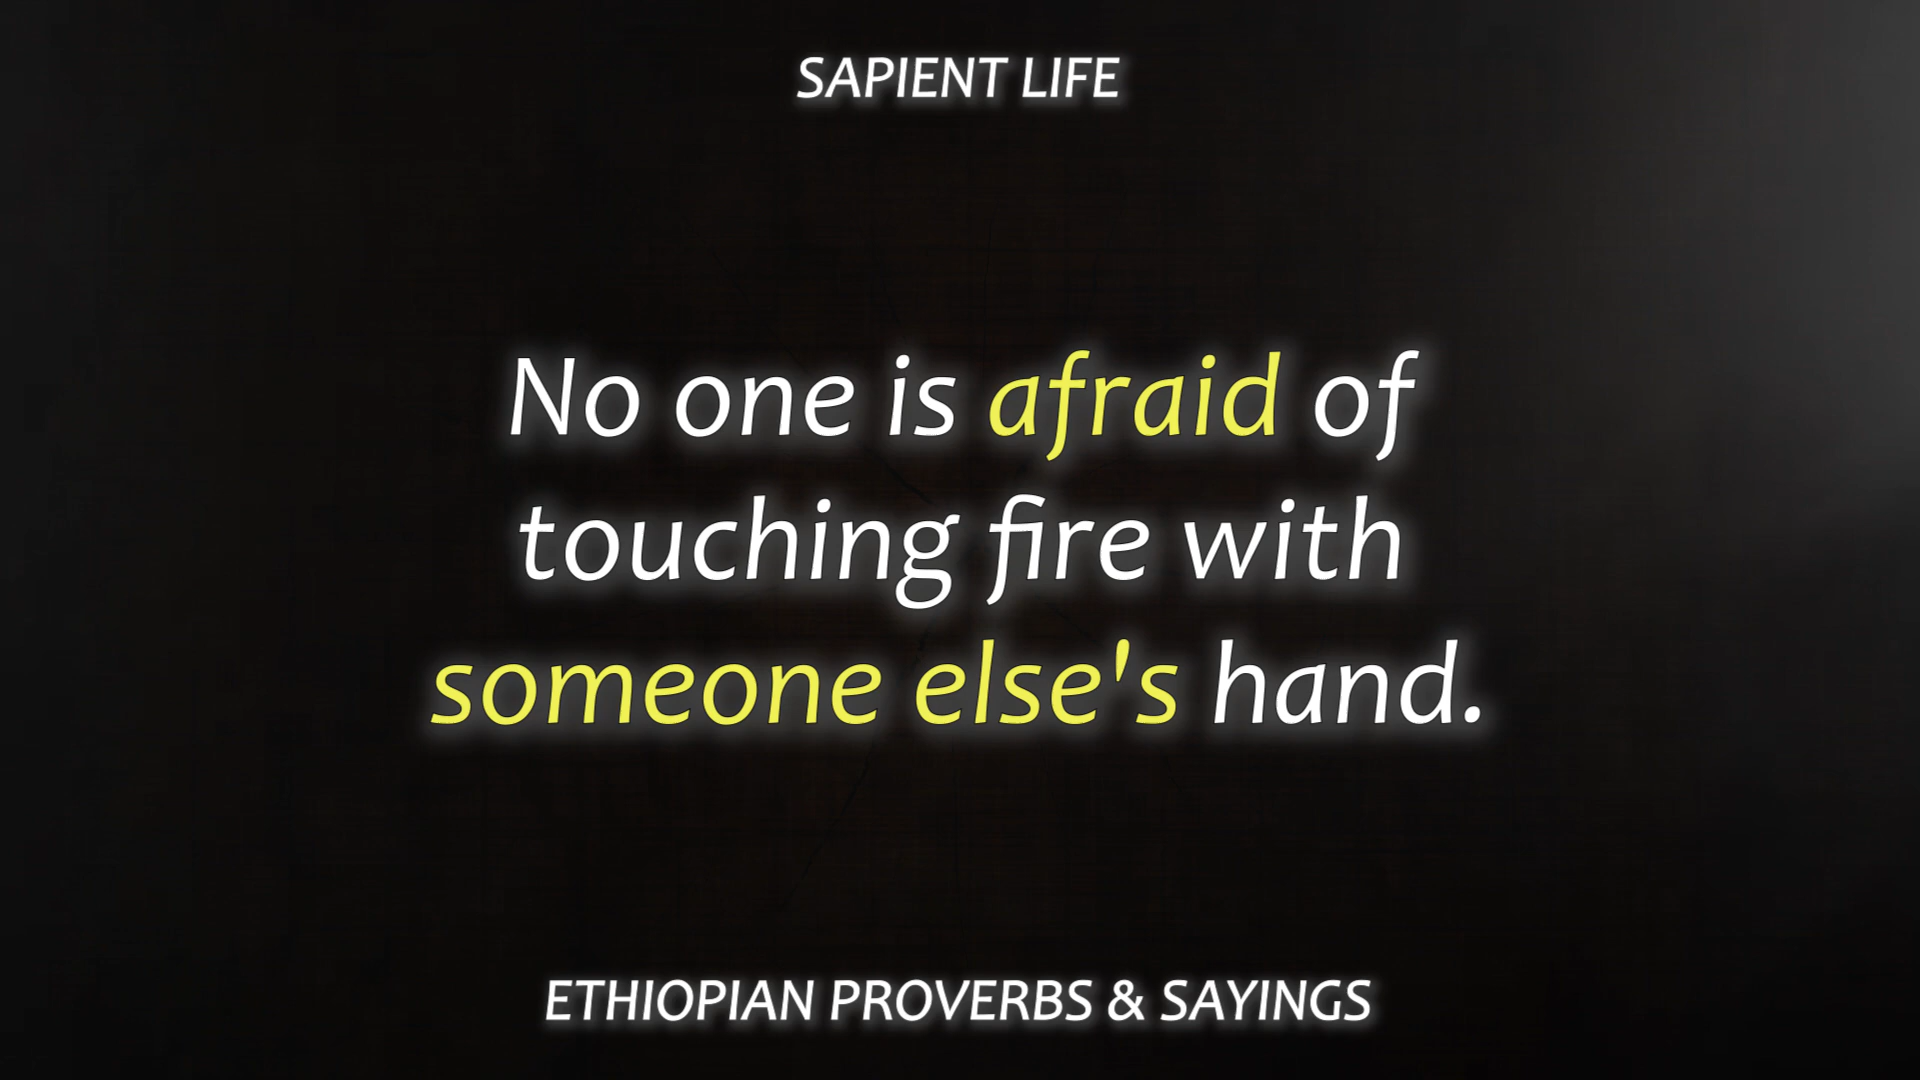 SAPIENT LIFE
No one is afraid of
touching fire with
someone else's hand.
ETHIOPIAN PROVERBS & SAYINGS